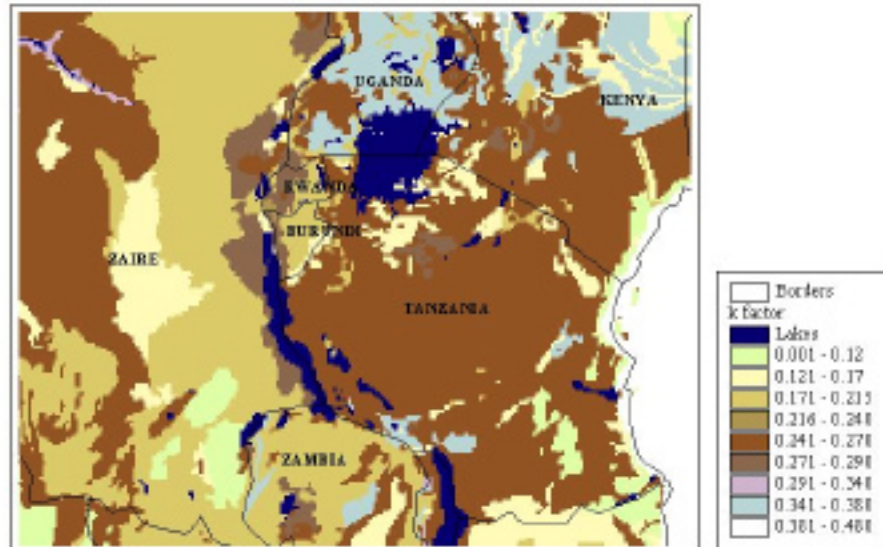 UGANDA
KENYA
RWANDA
BURUNDI
ZAIRE
TANZANIA
ZAMBIA
Borders
k factor
Lakes
0.001 - 0.12
0.121 - 0.17
0.171 - 0.215
0.216 - 0.240
0.241 - 0.270
0.271 - 0.290
0.291 - 0.340
0.341 - 0.380
0.381 - 0.480